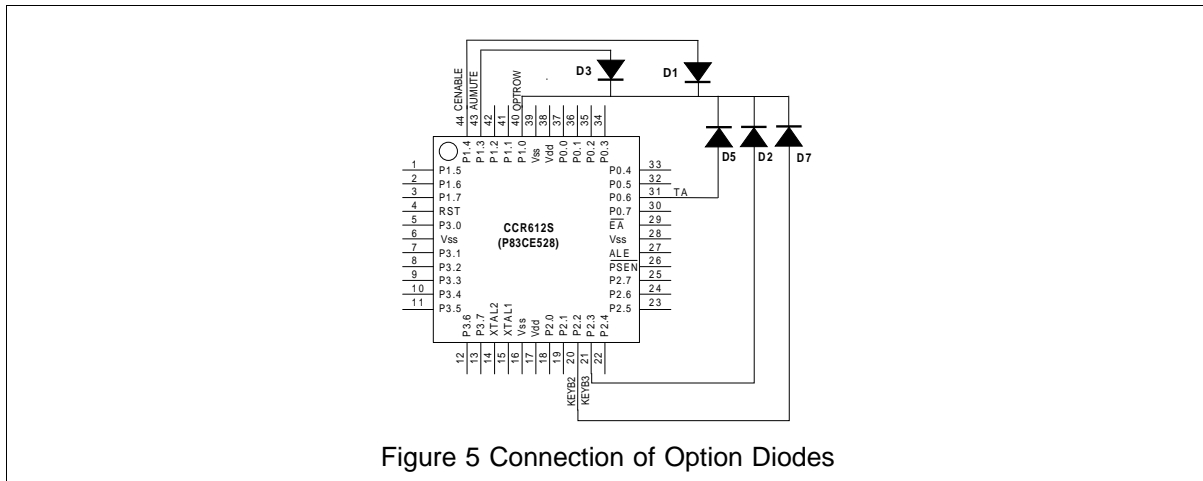 D3
D1
44 CENABLE
43 AUMUTE
42
41
40 OPTROW
39
38
37
36
35
34
P1.4
P1.3
P1.2
P1.1
P1.0
Vss
Vdd
P0.0
P0.1
P0.2
P0.3
D5
D2
D7
1 P1.5
2 P1.6
3 P1.7
4 RST
5 P3.0
6 Vss
7 P3.1
8 P3.2
9 P3.3
10 P3.4
11 P3.5
CCR612S
(P83CE528)
P0.4 33
P0.5 32
P0.6 31 TA
P0.7 30
EA 29
Vss 28
ALE 27
PSEN 26
P2.7 25
P2.6 24
P2.5 23
P3.6
P3.7
XTAL2
XTAL1
Vss
Vdd
P2.0
P2.1
P2.2
P2.3
P2.4
12
13
14
15
16
17
18
19
20
21
22
KEYB2
KEYB3
Figure 5 Connection of Option Diodes